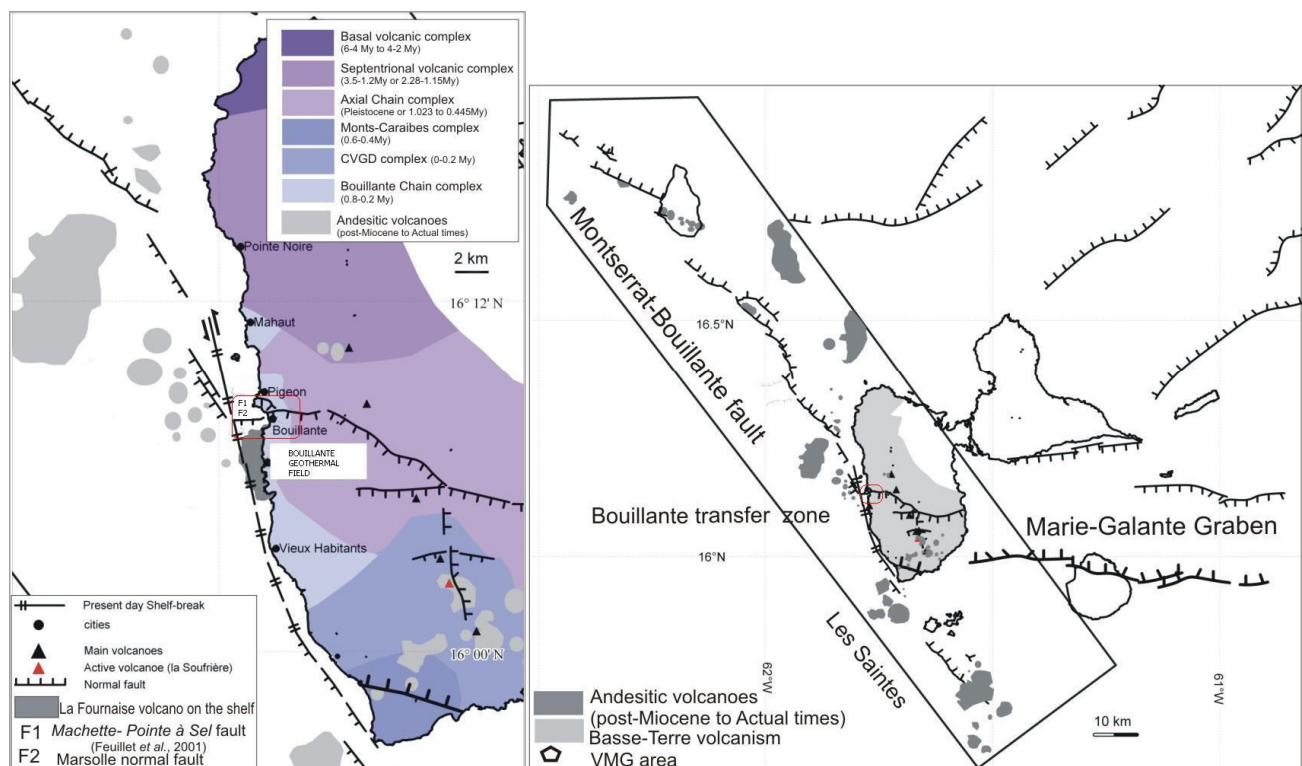 Basal volcanic complex
(6-4 My to 4-2 My)
Septentrional volcanic complex
(3.5-1.2My or 2.28-1.15My)
Axial Chain complex
(Pleistocene or 1.023 to 0.445My)
Monts-Caraibes complex
(0.6-0.4My)
CVGD complex (0-0.2 My)
Bouillante Chain complex
(0.8-0.2 My)
Andesitic volcanoes
(post-Miocene to Actual times)
2 km
Pointe Noire
16° 12' N
Mahaut
Pigeon
F1
F2
Bouillante
BOUILLANTE
GEOTHERMAL
FIELD
Vieux Habitants
16° 00' N
Present day Shelf-break
cities
Main volcanoes
Active volcanoe (la Soufrière)
Normal fault
La Fournaise volcano on the shelf
F1 Machette- Pointe à Sel fault
(Feuillet et al., 2001)
F2 Marsolle normal fault
Montserrat-Bouillante fault
16.5°N
Bouillante transfer zone
16°N
Marie-Galante Graben
Les Saintes
62°W
61°W
10 km
Andesitic volcanoes
(post-Miocene to Actual times)
Basse-Terre volcanism
VMG area